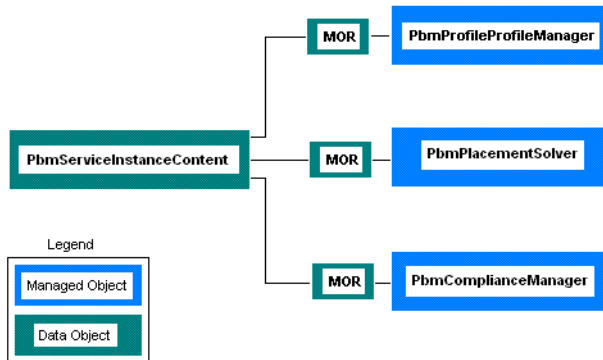 MOR
PbmProfileProfileManager
PbmServiceInstanceContent
MOR
PbmPlacementSolver
MOR
PbmComplianceManager
Legend
Managed Object
Data Object